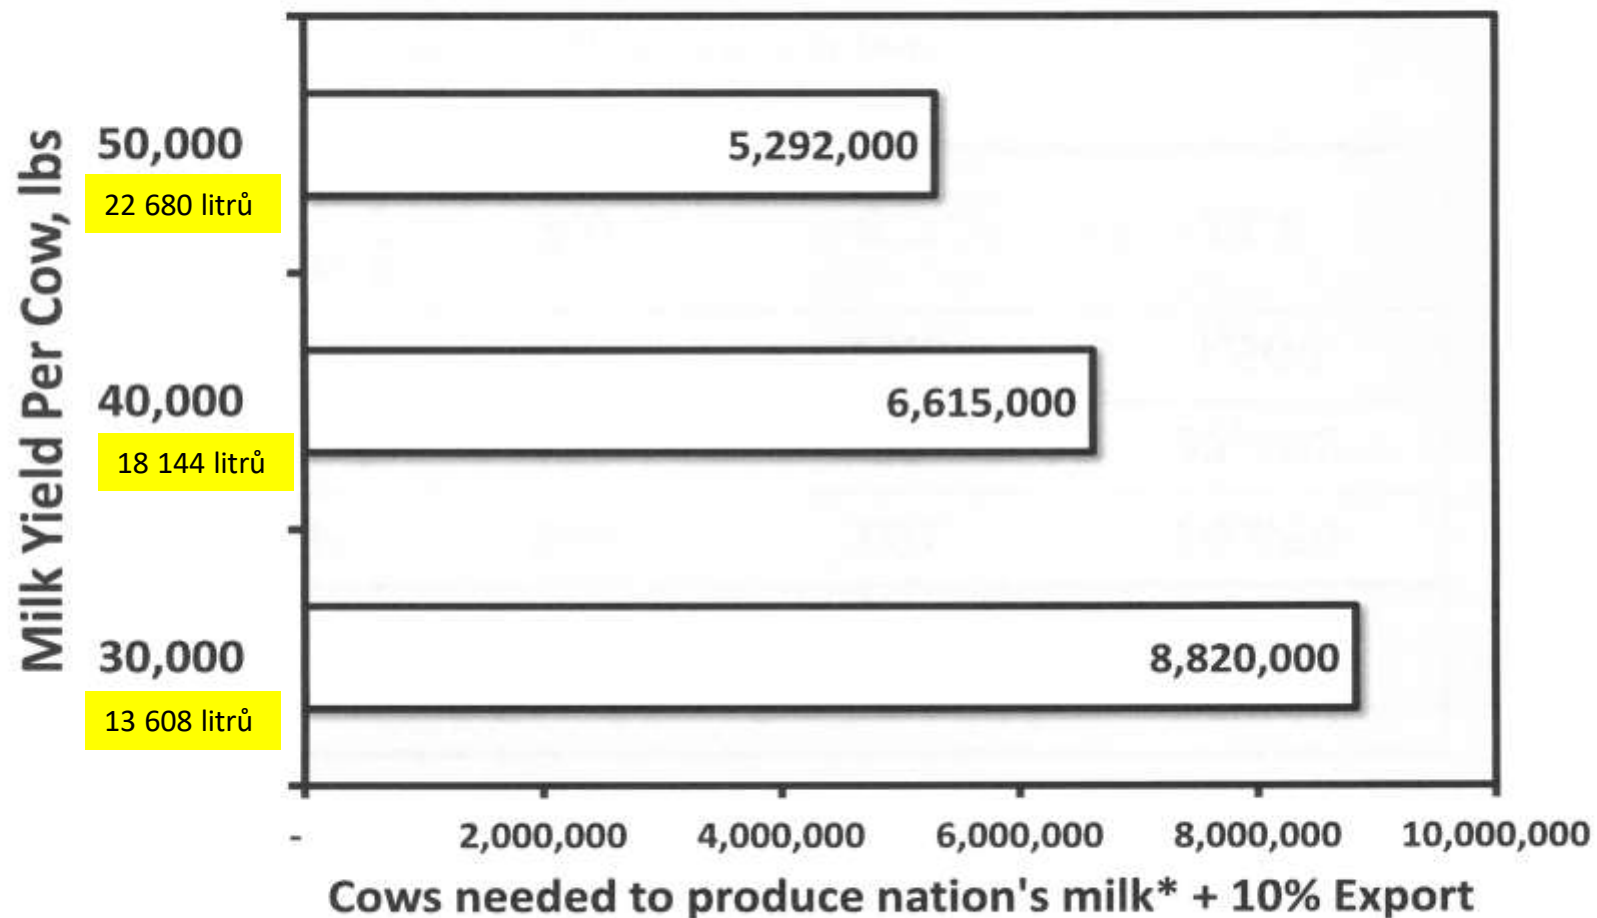 Milk Yield Per Cow, lbs
50,000
22 680 litrů
5,292,000
40,000
18 144 litrů
6,615,000
30,000
13 608 litrů
8,820,000
- 2,000,000 4,000,000 6,000,000 8,000,000 10,000,000
Cows needed to produce nation's milk* + 10% Export